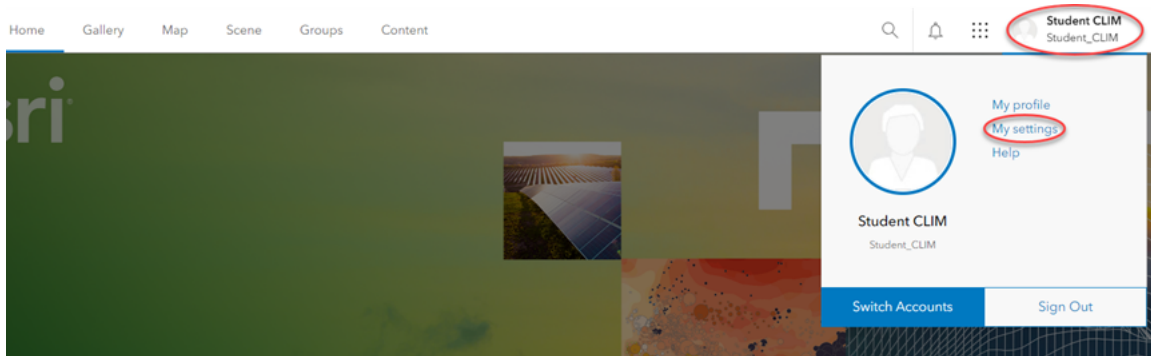 Home Gallery Map Scene Groups Content
Student CLIM
Student_CLIM
sri
My profile
My settings
Help
Student CLIM
Student_CLIM
Switch Accounts Sign Out